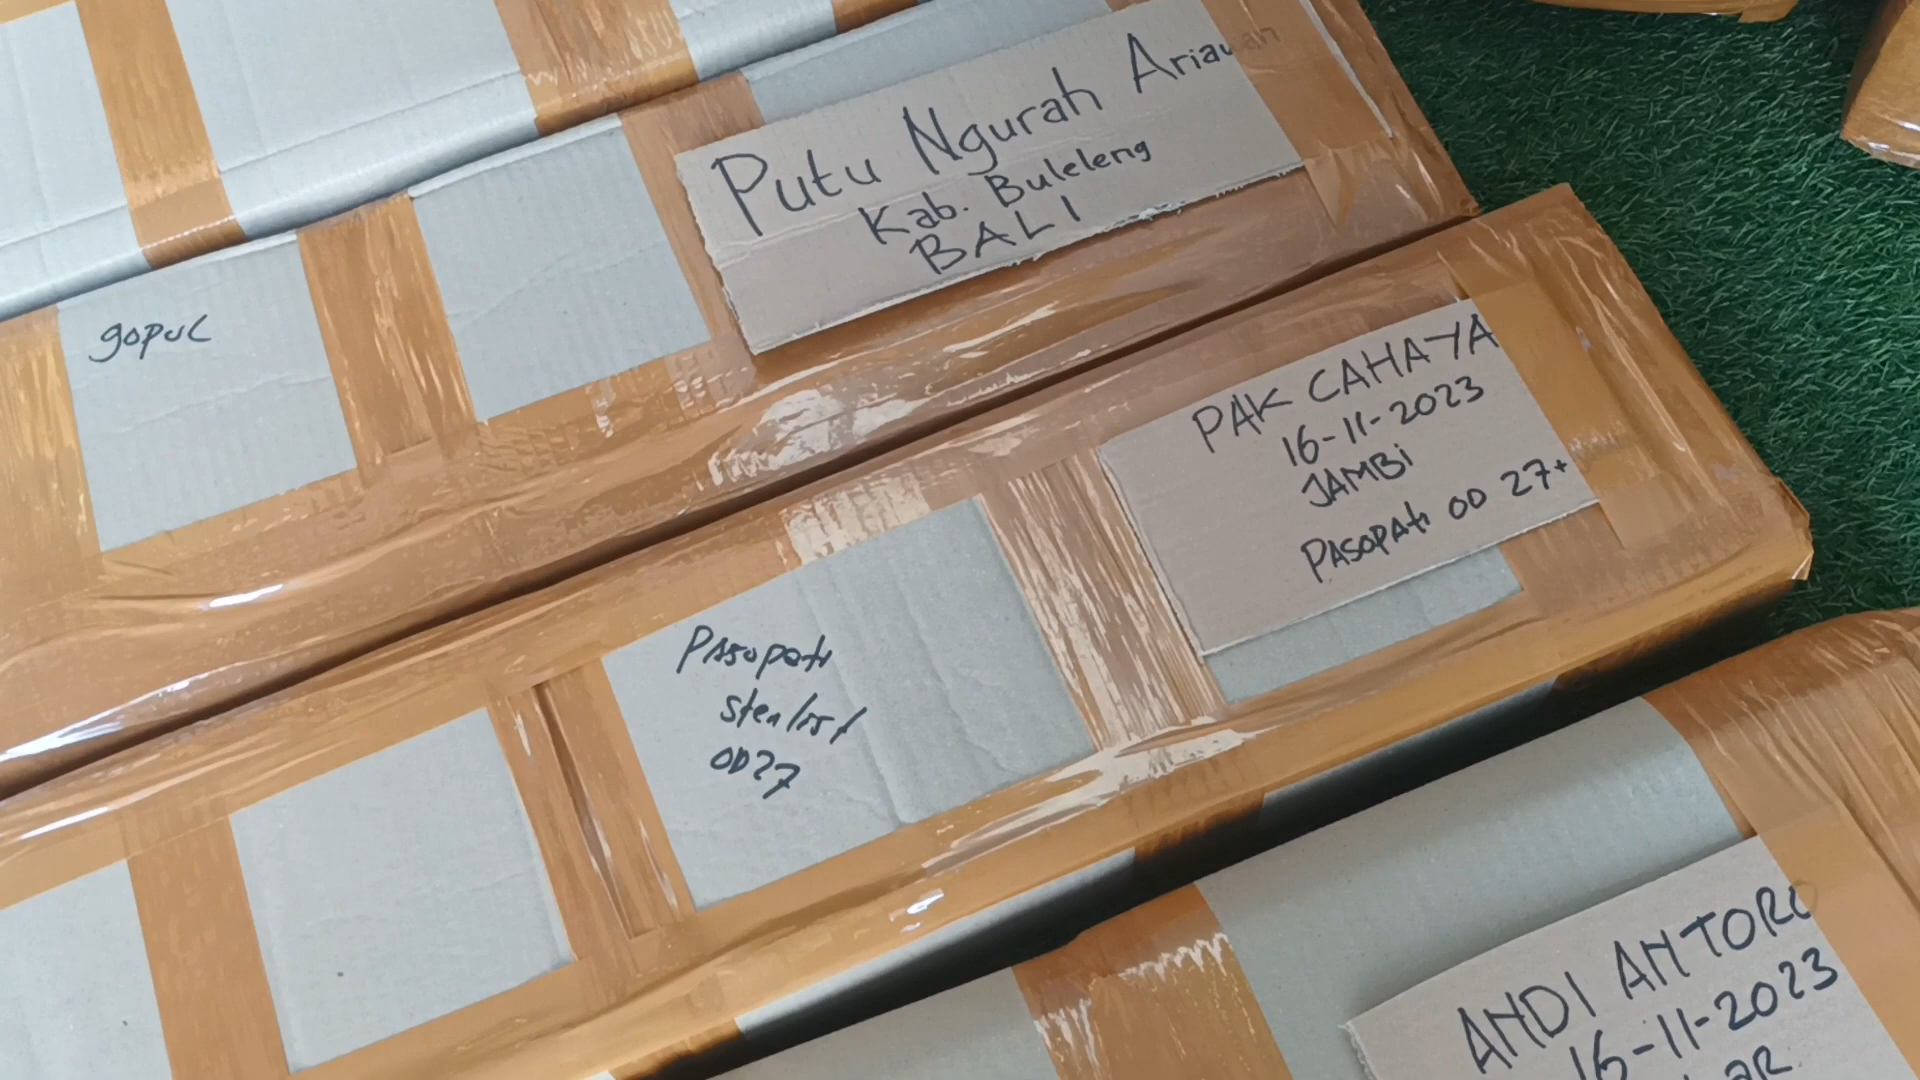 Putu Ngurah Ariawan
Kab. Buleleng
BALI
gopul
PAK CAHAYA
16-11-2023
JAMBi
PASOPAti OD 27+
PASopati
OD27
ANDI ANTORO
16-11-2023